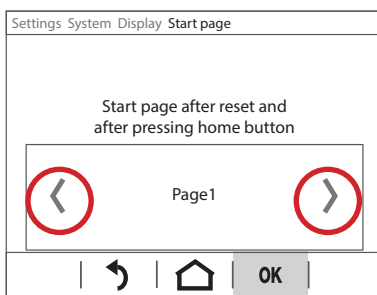 Settings System Display Start page
Start page after reset and
after pressing home button
Page1
OK